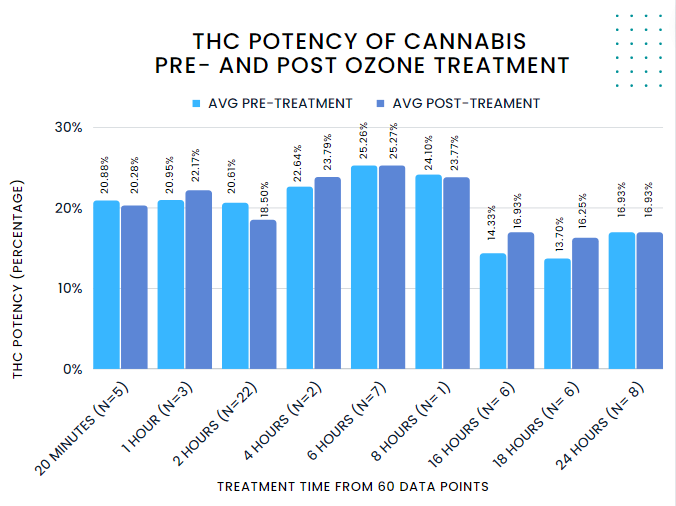 THC POTENCY OF CANNABIS
PRE- AND POST OZONE TREATMENT
AVG PRE-TREATMENT
AVG POST-TREAMENT
THC POTENCY (PERCENTAGE)
30%
20%
10%
0%
20.88%
20.28%
20.95%
22.17%
20.61%
18.50%
22.64%
23.79%
25.26%
25.27%
24.10%
23.77%
14.33%
16.93%
13.70%
16.25%
16.93%
16.93%
20 MINUTES (N=5)
1 HOUR (N=3)
2 HOURS (N=22)
4 HOURS (N=2)
6 HOURS (N=7)
8 HOURS (N= 1)
16 HOURS (N= 6)
18 HOURS (N= 6)
24 HOURS (N= 8)
TREATMENT TIME FROM 60 DATA POINTS